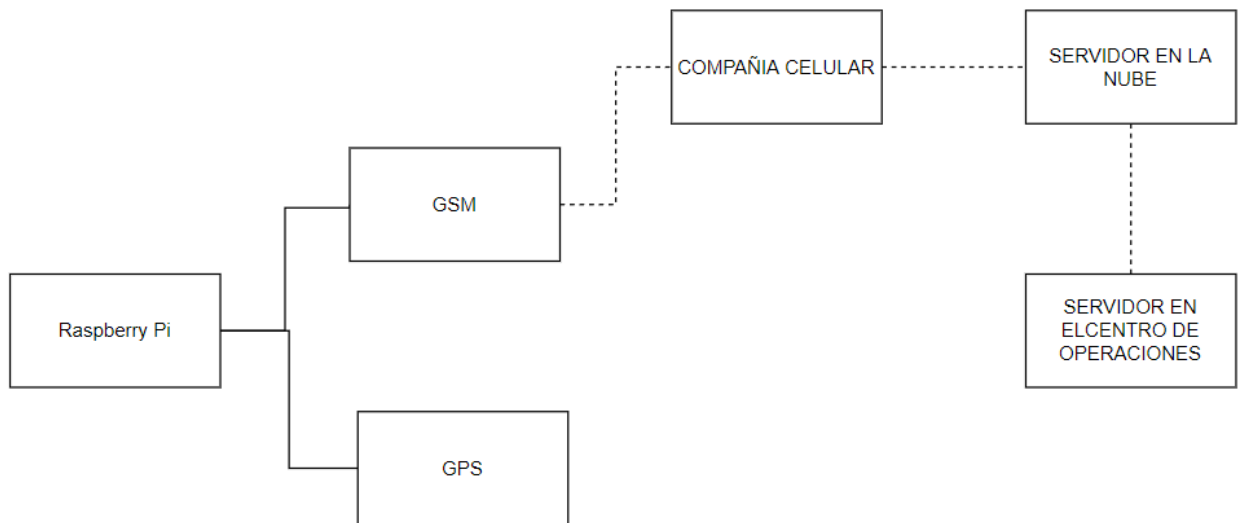 COMPAÑIA CELULAR
SERVIDOR EN LA
NUBE
GSM
Raspberry Pi
SERVIDOR EN
ELCENTRO DE
OPERACIONES
GPS